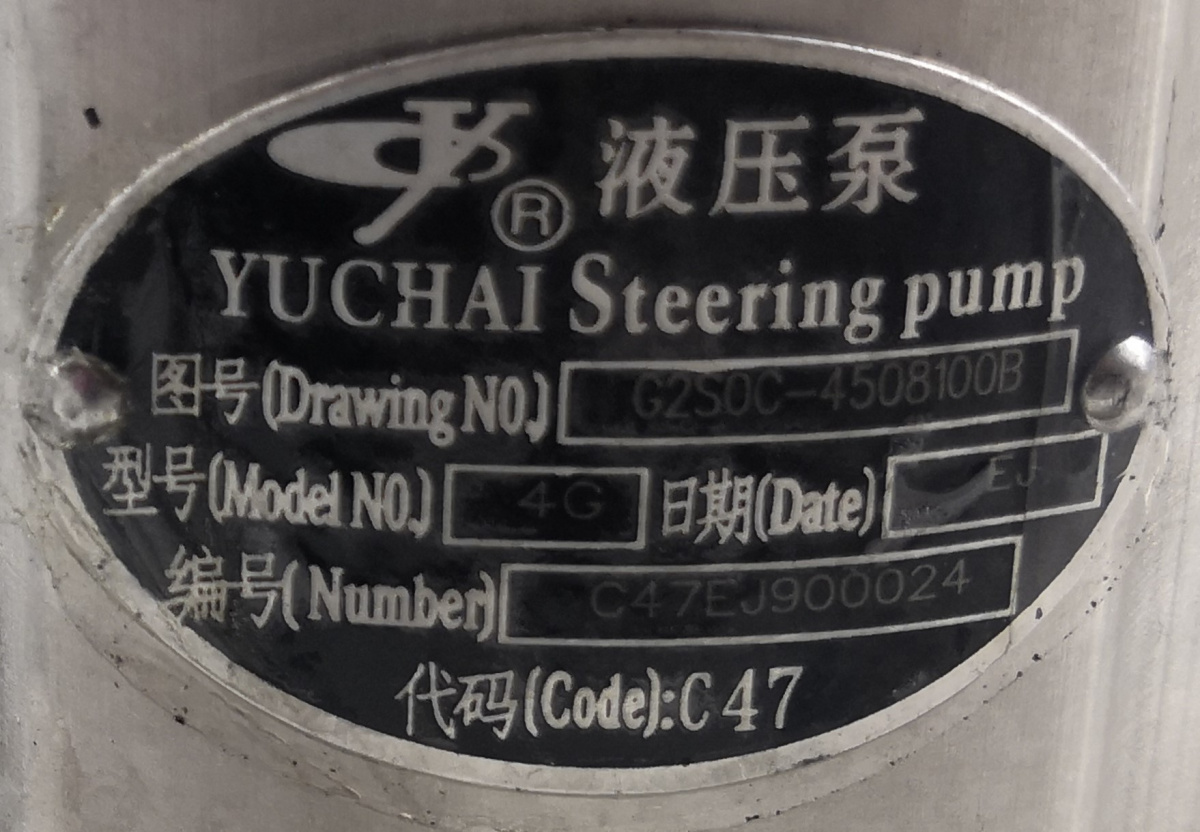 ® 液压泵
YUCHAI Steering pump
图号(Drawing NO.) G2S0C-4508100B
型号(Model NO.) 4G 日期(Date) EJ
编号(Number) C47EJ900024
代码(Code):C47